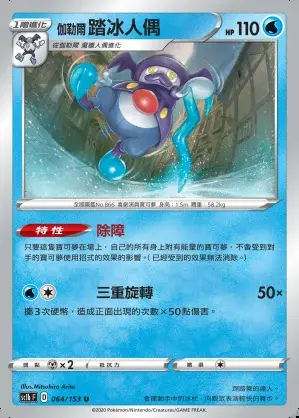 1階進化
伽勒爾 踏冰人偶
HP 110
從伽勒爾 魔牆人偶進化
全國圖鑑No.866 喜劇演員寶可夢 身高:1.5m 體重:58.2kg
特性 除障
只要這隻寶可夢在場上,自己的所有身上附有能量的寶可夢,不會受到對
手的寶可夢使用招式的效果的影響。(已經受到的效果無法消除。)
三重旋轉 50×
擲3次硬幣,造成正面出現的次數×50點傷害。
弱點 ×2 抵抗力 撤退
Illus.Mitsuhiro Arita
sc1b F D 064/153 U
©2020 Pokémon/Nintendo/Creatures/GAME FREAK.